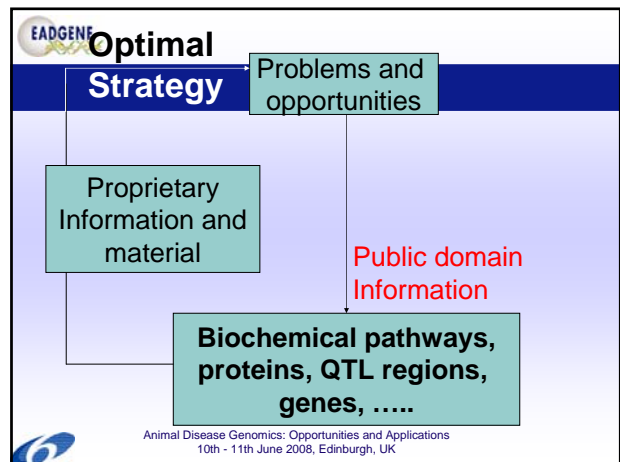 EADGENE
Optimal
Strategy
Problems and
opportunities
Proprietary
Information and
material
Public domain
Information
Biochemical pathways,
proteins, QTL regions,
genes, …..
Animal Disease Genomics: Opportunities and Applications
10th - 11th June 2008, Edinburgh, UK